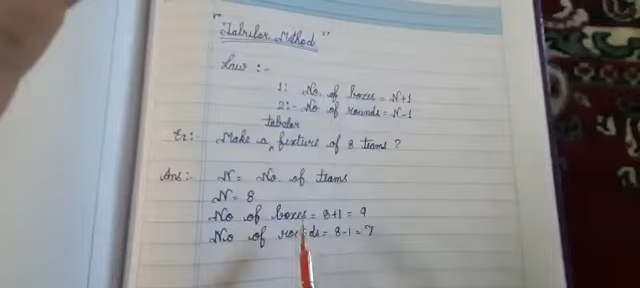 "Tabular Method"
Law :-
1: No. of boxes = N+1
2:- No of rounds = N-1
Ex:- Make a tabular fixture of 8 teams ?
Ans:- N = No. of teams
N = 8
No of boxes = 8+1 = 9
No of rounds = 8-1 = 7